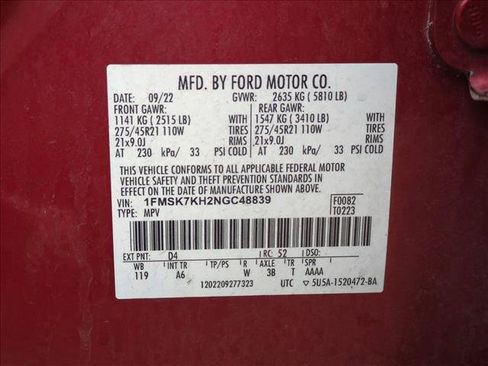 MFD. BY FORD MOTOR CO.
DATE: 09/22 GVWR: 2635 KG ( 5810 LB)
FRONT GAWR: REAR GAWR:
1141 KG ( 2515 LB) 1547 KG ( 3410 LB)
275/45R21 110W TIRES 275/45R21 110W TIRES
21x9.0J RIMS 21x9.0J RIMS
AT 230 kPa/ 33 PSI COLD AT 230 kPa/ 33 PSI COLD
THIS VEHICLE CONFORMS TO ALL APPLICABLE FEDERAL MOTOR
VEHICLE SAFETY AND THEFT PREVENTION STANDARDS IN
EFFECT ON THE DATE OF MANUFACTURE SHOWN ABOVE.
VIN: 1FMSK7KH2NGC48839 F0082
TYPE: MPV T0223
EXT PNT: D4 RC: 52 DSO:
WB INT TR TP/PS R AXLE TR SPR
119 A6 W 3B T AAAA
1202209277323 UTC ▽ 5U5A-1520472-BA